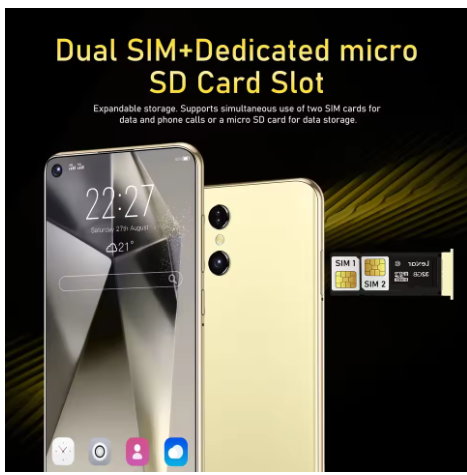 Dual SIM+Dedicated micro
SD Card Slot
Expandable storage. Supports simultaneous use of two SIM cards for
data and phone calls or a micro SD card for data storage.
22:27
Saturday 27th August
21°
SIM 1
SIM 2
Lexar
32GB